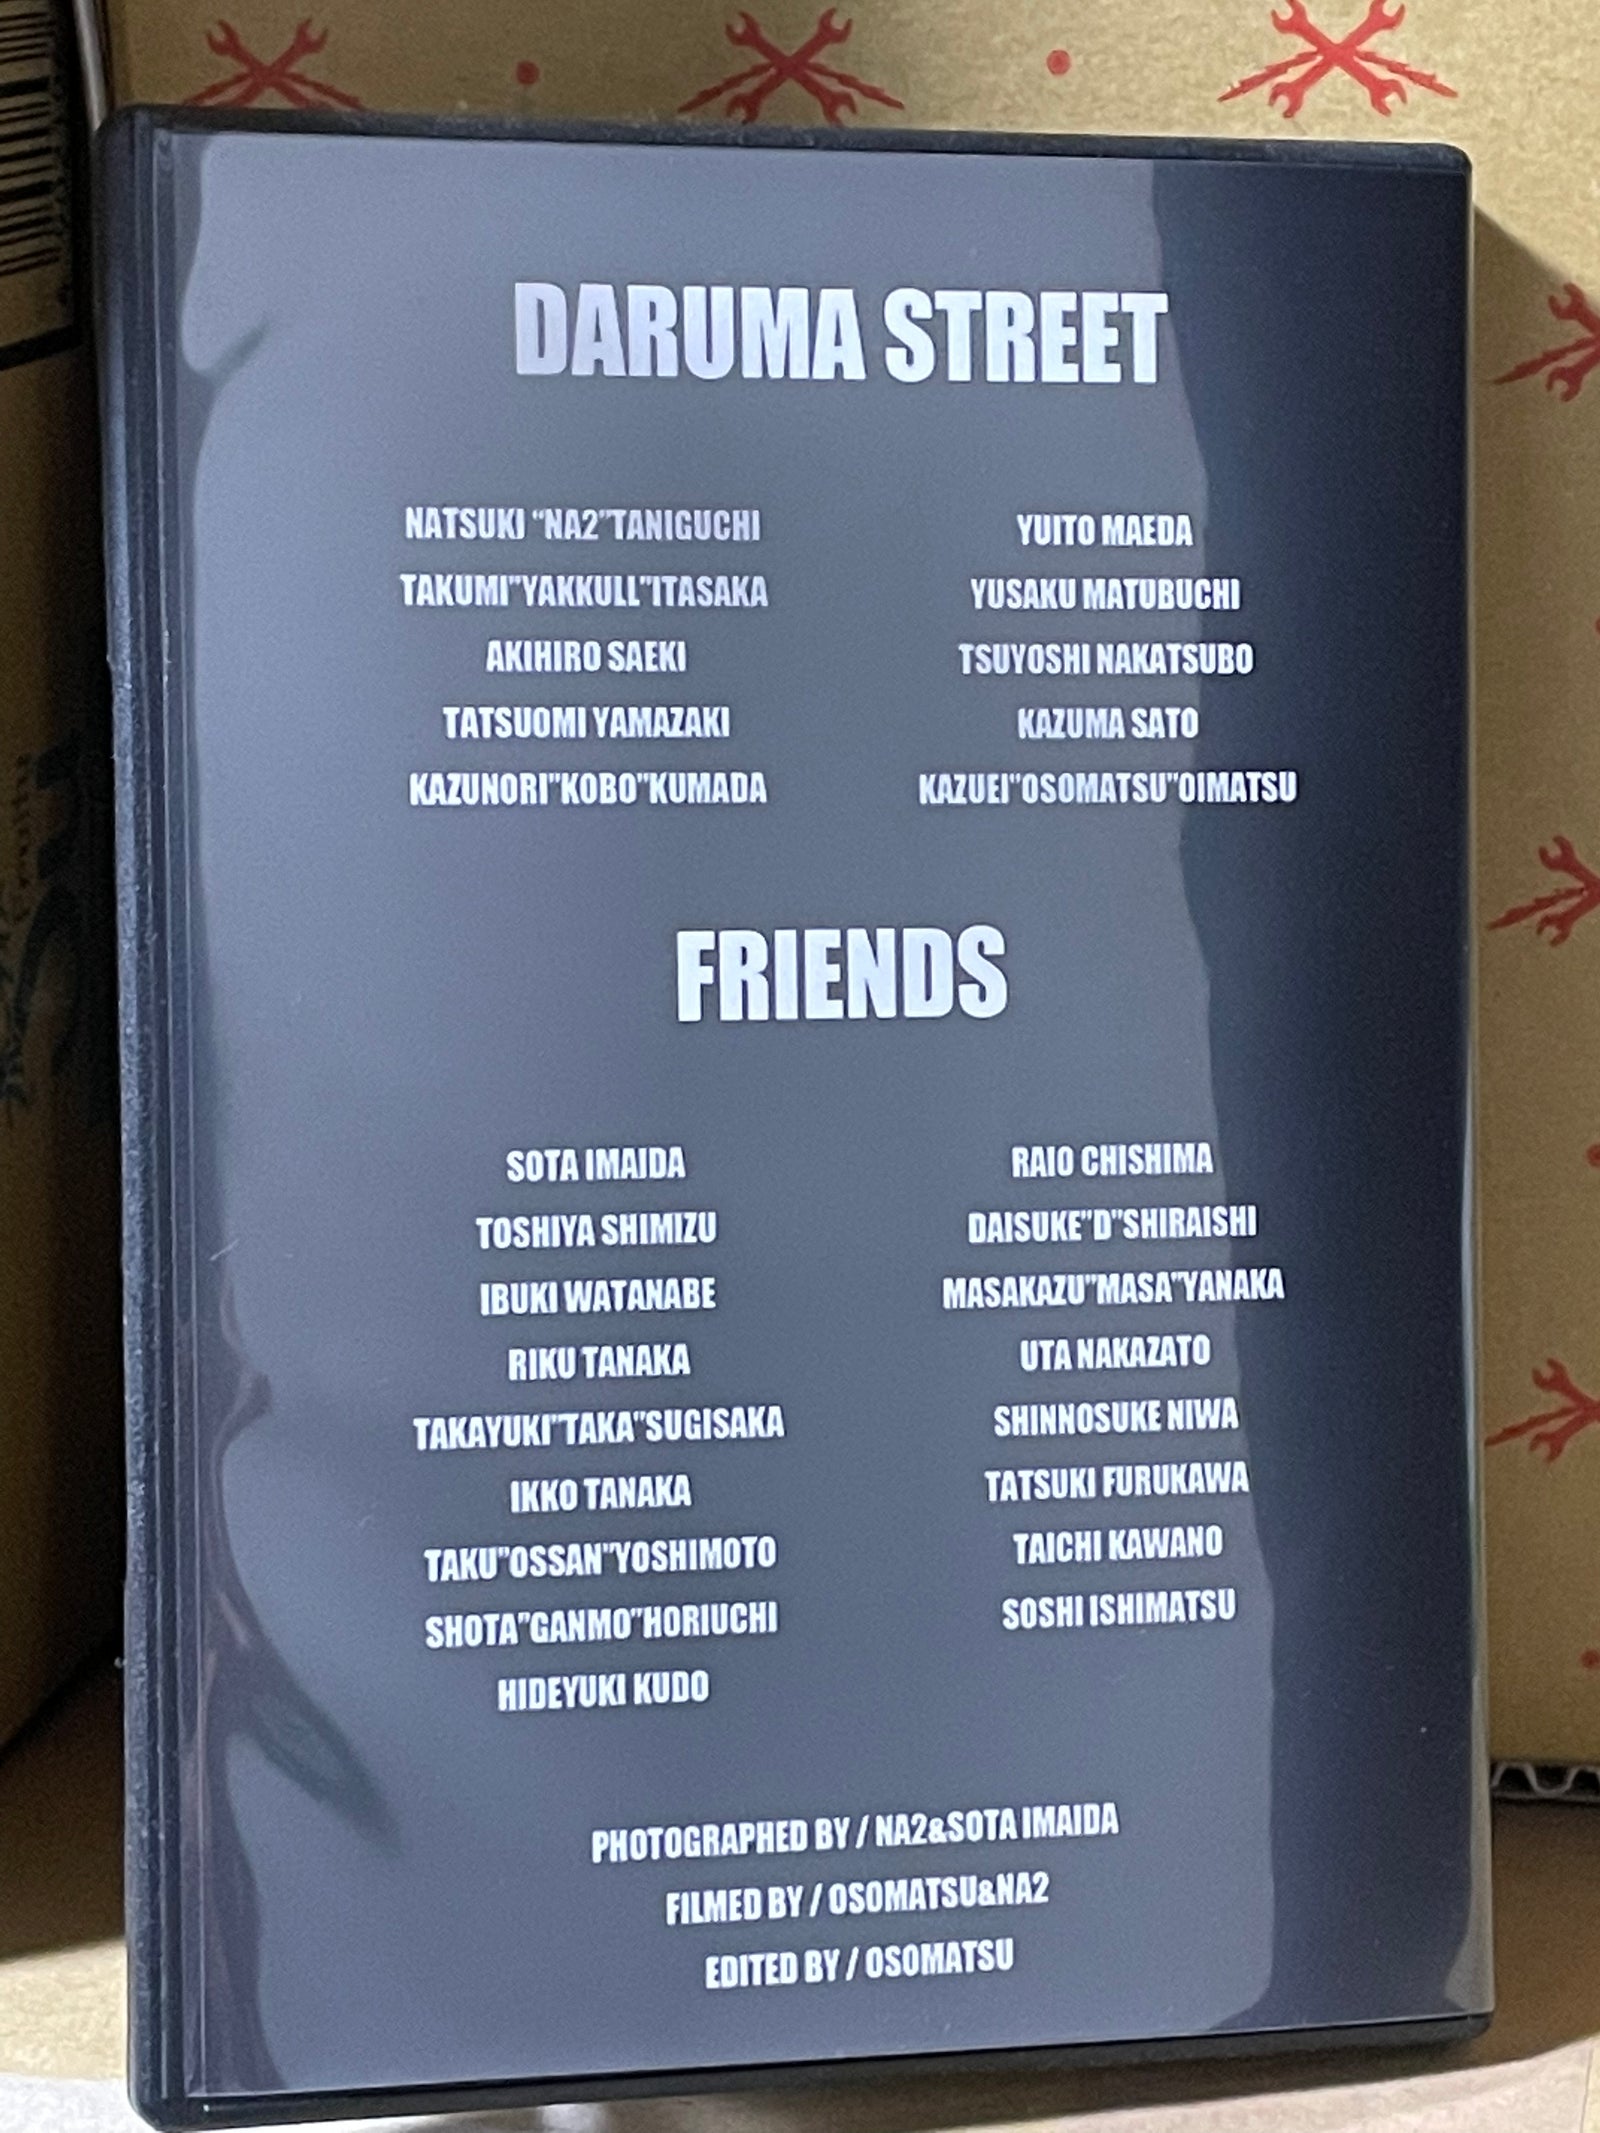 DARUMA STREET
NATSUKI “NA2”TANIGUCHI
TAKUMI”YAKKULL”ITASAKA
AKIHIRO SAEKI
TATSUOMI YAMAZAKI
KAZUNORI”KOBO”KUMADA
YUITO MAEDA
YUSAKU MATUBUCHI
TSUYOSHI NAKATSUBO
KAZUMA SATO
KAZUEI”OSOMATSU”OIMATSU
FRIENDS
SOTA IMAIDA
TOSHIYA SHIMIZU
IBUKI WATANABE
RIKU TANAKA
TAKAYUKI”TAKA”SUGISAKA
IKKO TANAKA
TAKU”OSSAN”YOSHIMOTO
SHOTA”GANMO”HORIUCHI
HIDEYUKI KUDO
RAIO CHISHIMA
DAISUKE”D”SHIRAISHI
MASAKAZU”MASA”YANAKA
UTA NAKAZATO
SHINNOSUKE NIWA
TATSUKI FURUKAWA
TAICHI KAWANO
SOSHI ISHIMATSU
PHOTOGRAPHED BY / NA2&SOTA IMAIDA
FILMED BY / OSOMATSU&NA2
EDITED BY / OSOMATSU